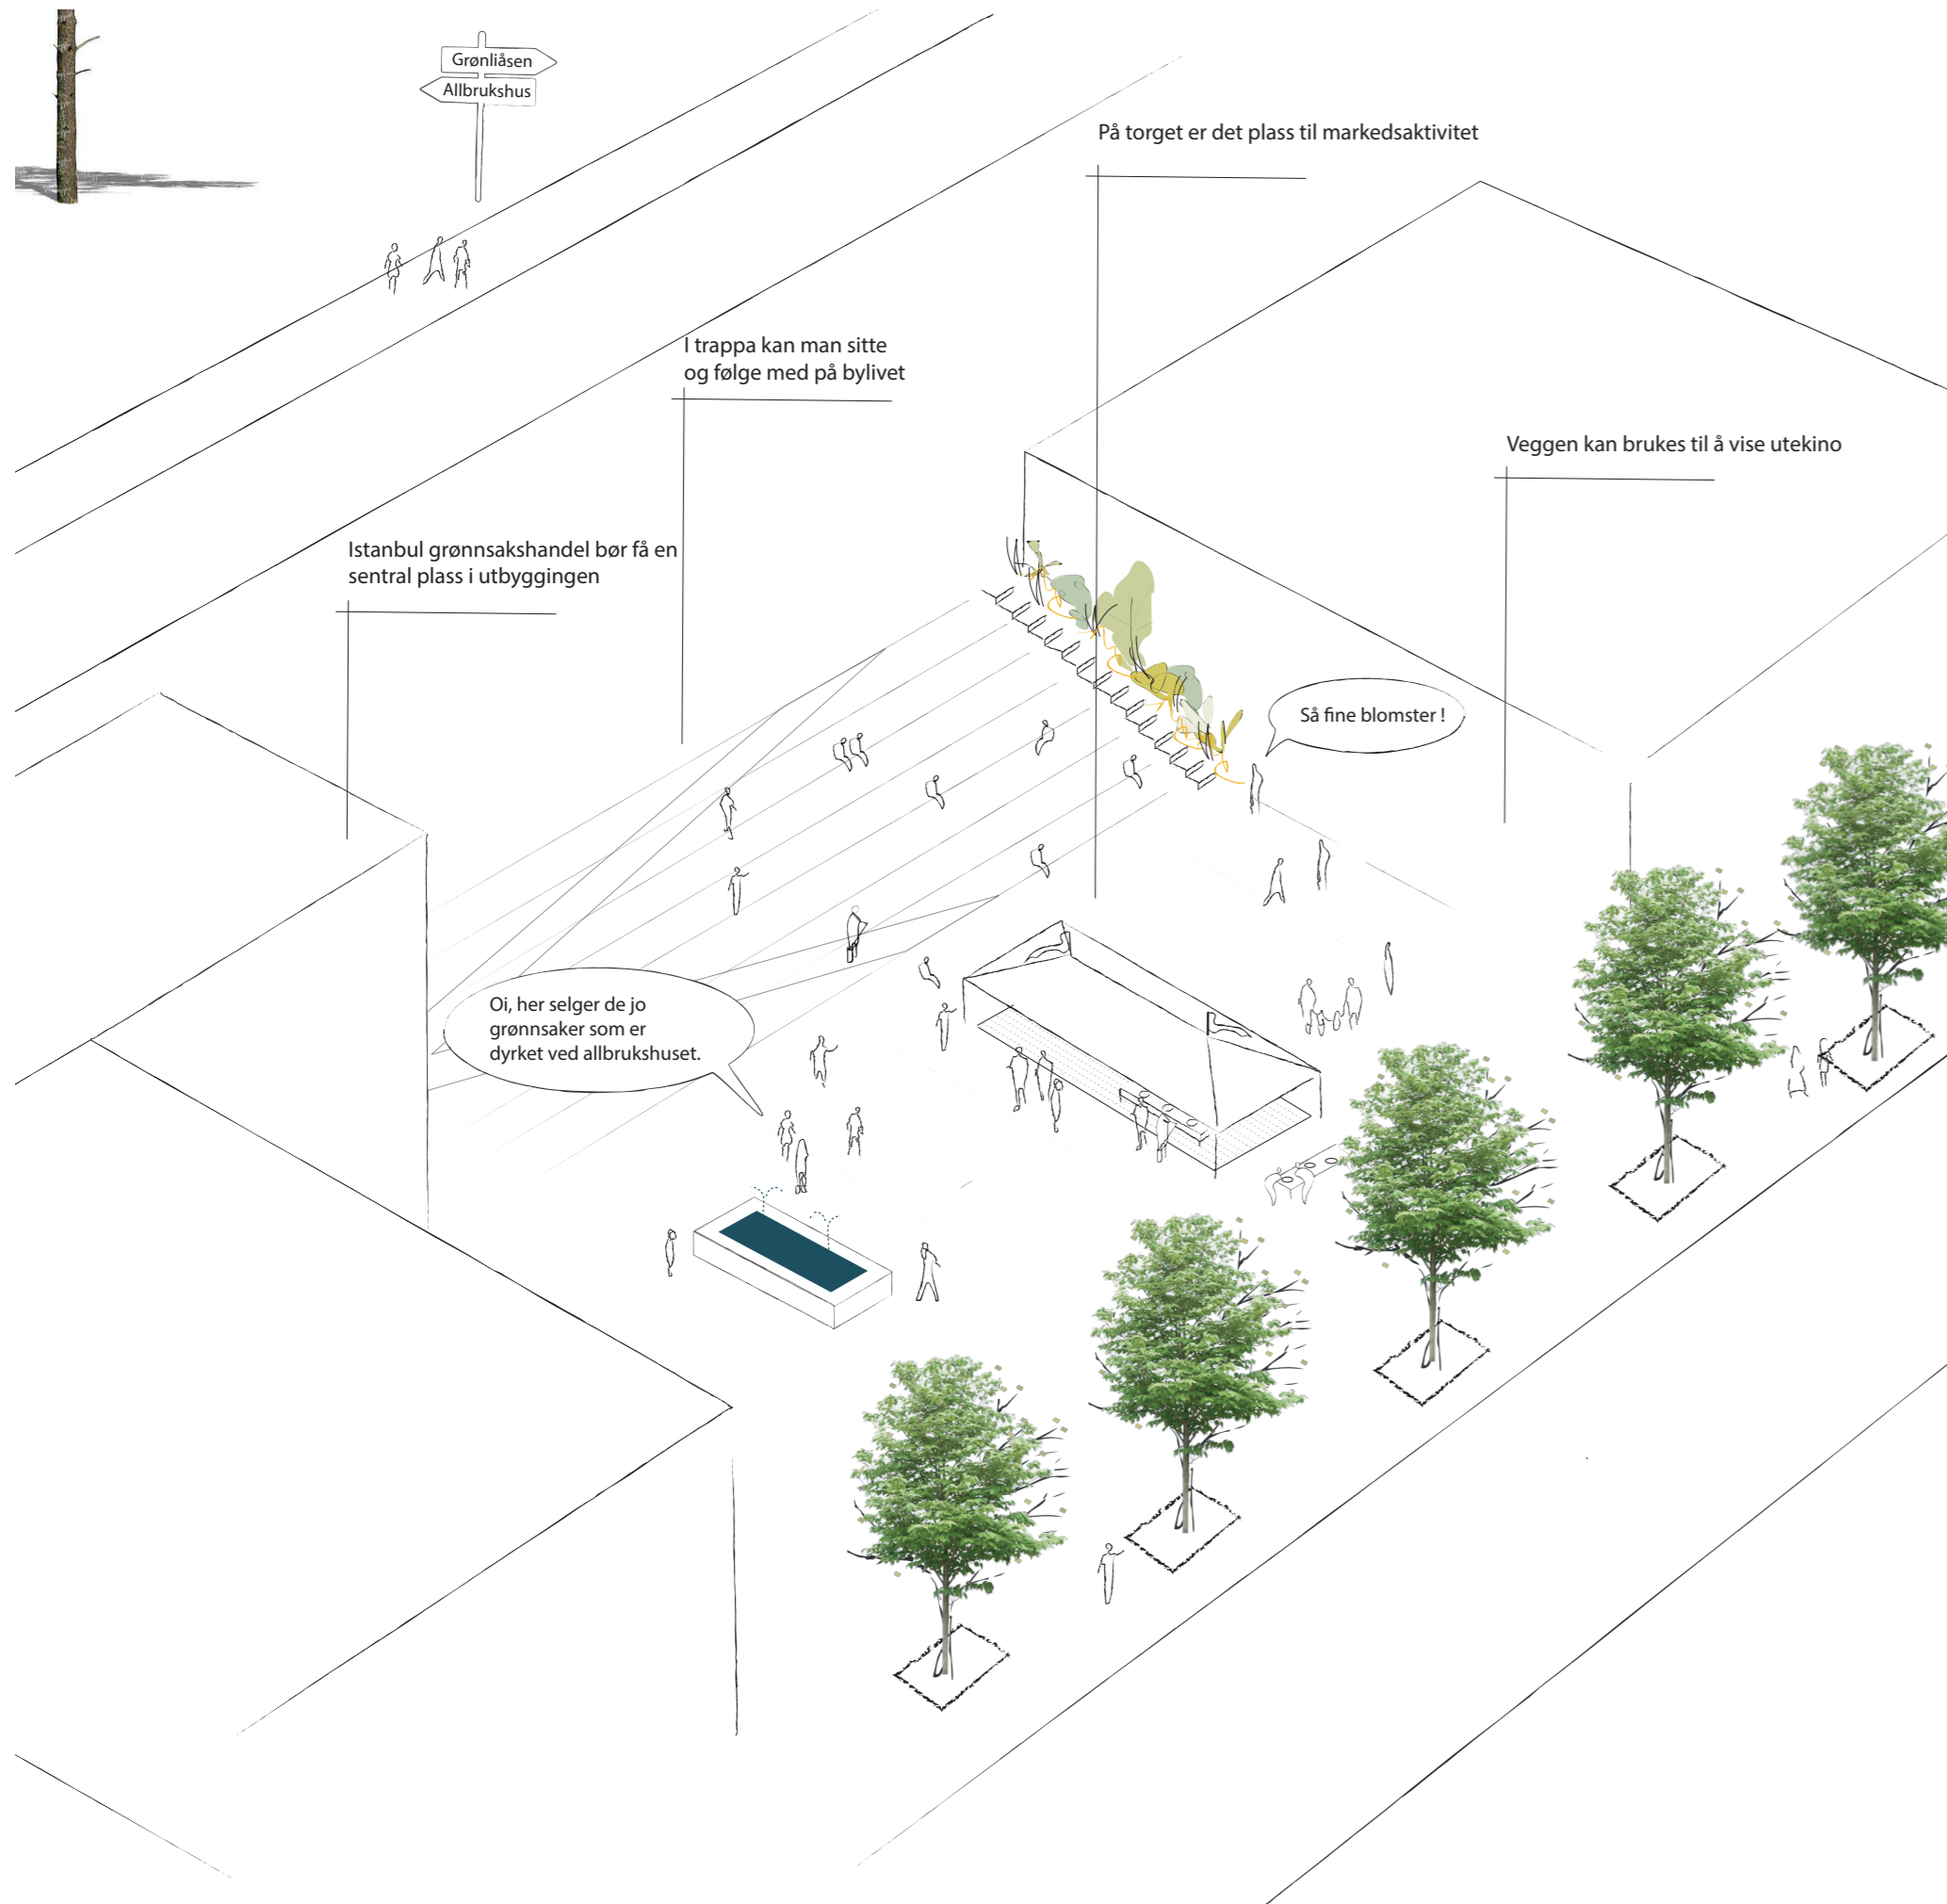 Grønliåsen
Allbrukshus
På torget er det plass til markedsaktivitet
I trappa kan man sitte
og følge med på bylivet
Veggen kan brukes til å vise utekino
Istanbul grønnsakshandel bør få en
sentral plass i utbyggingen
Så fine blomster !
Oi, her selger de jo
grønnsaker som er
dyrket ved allbrukshuset.